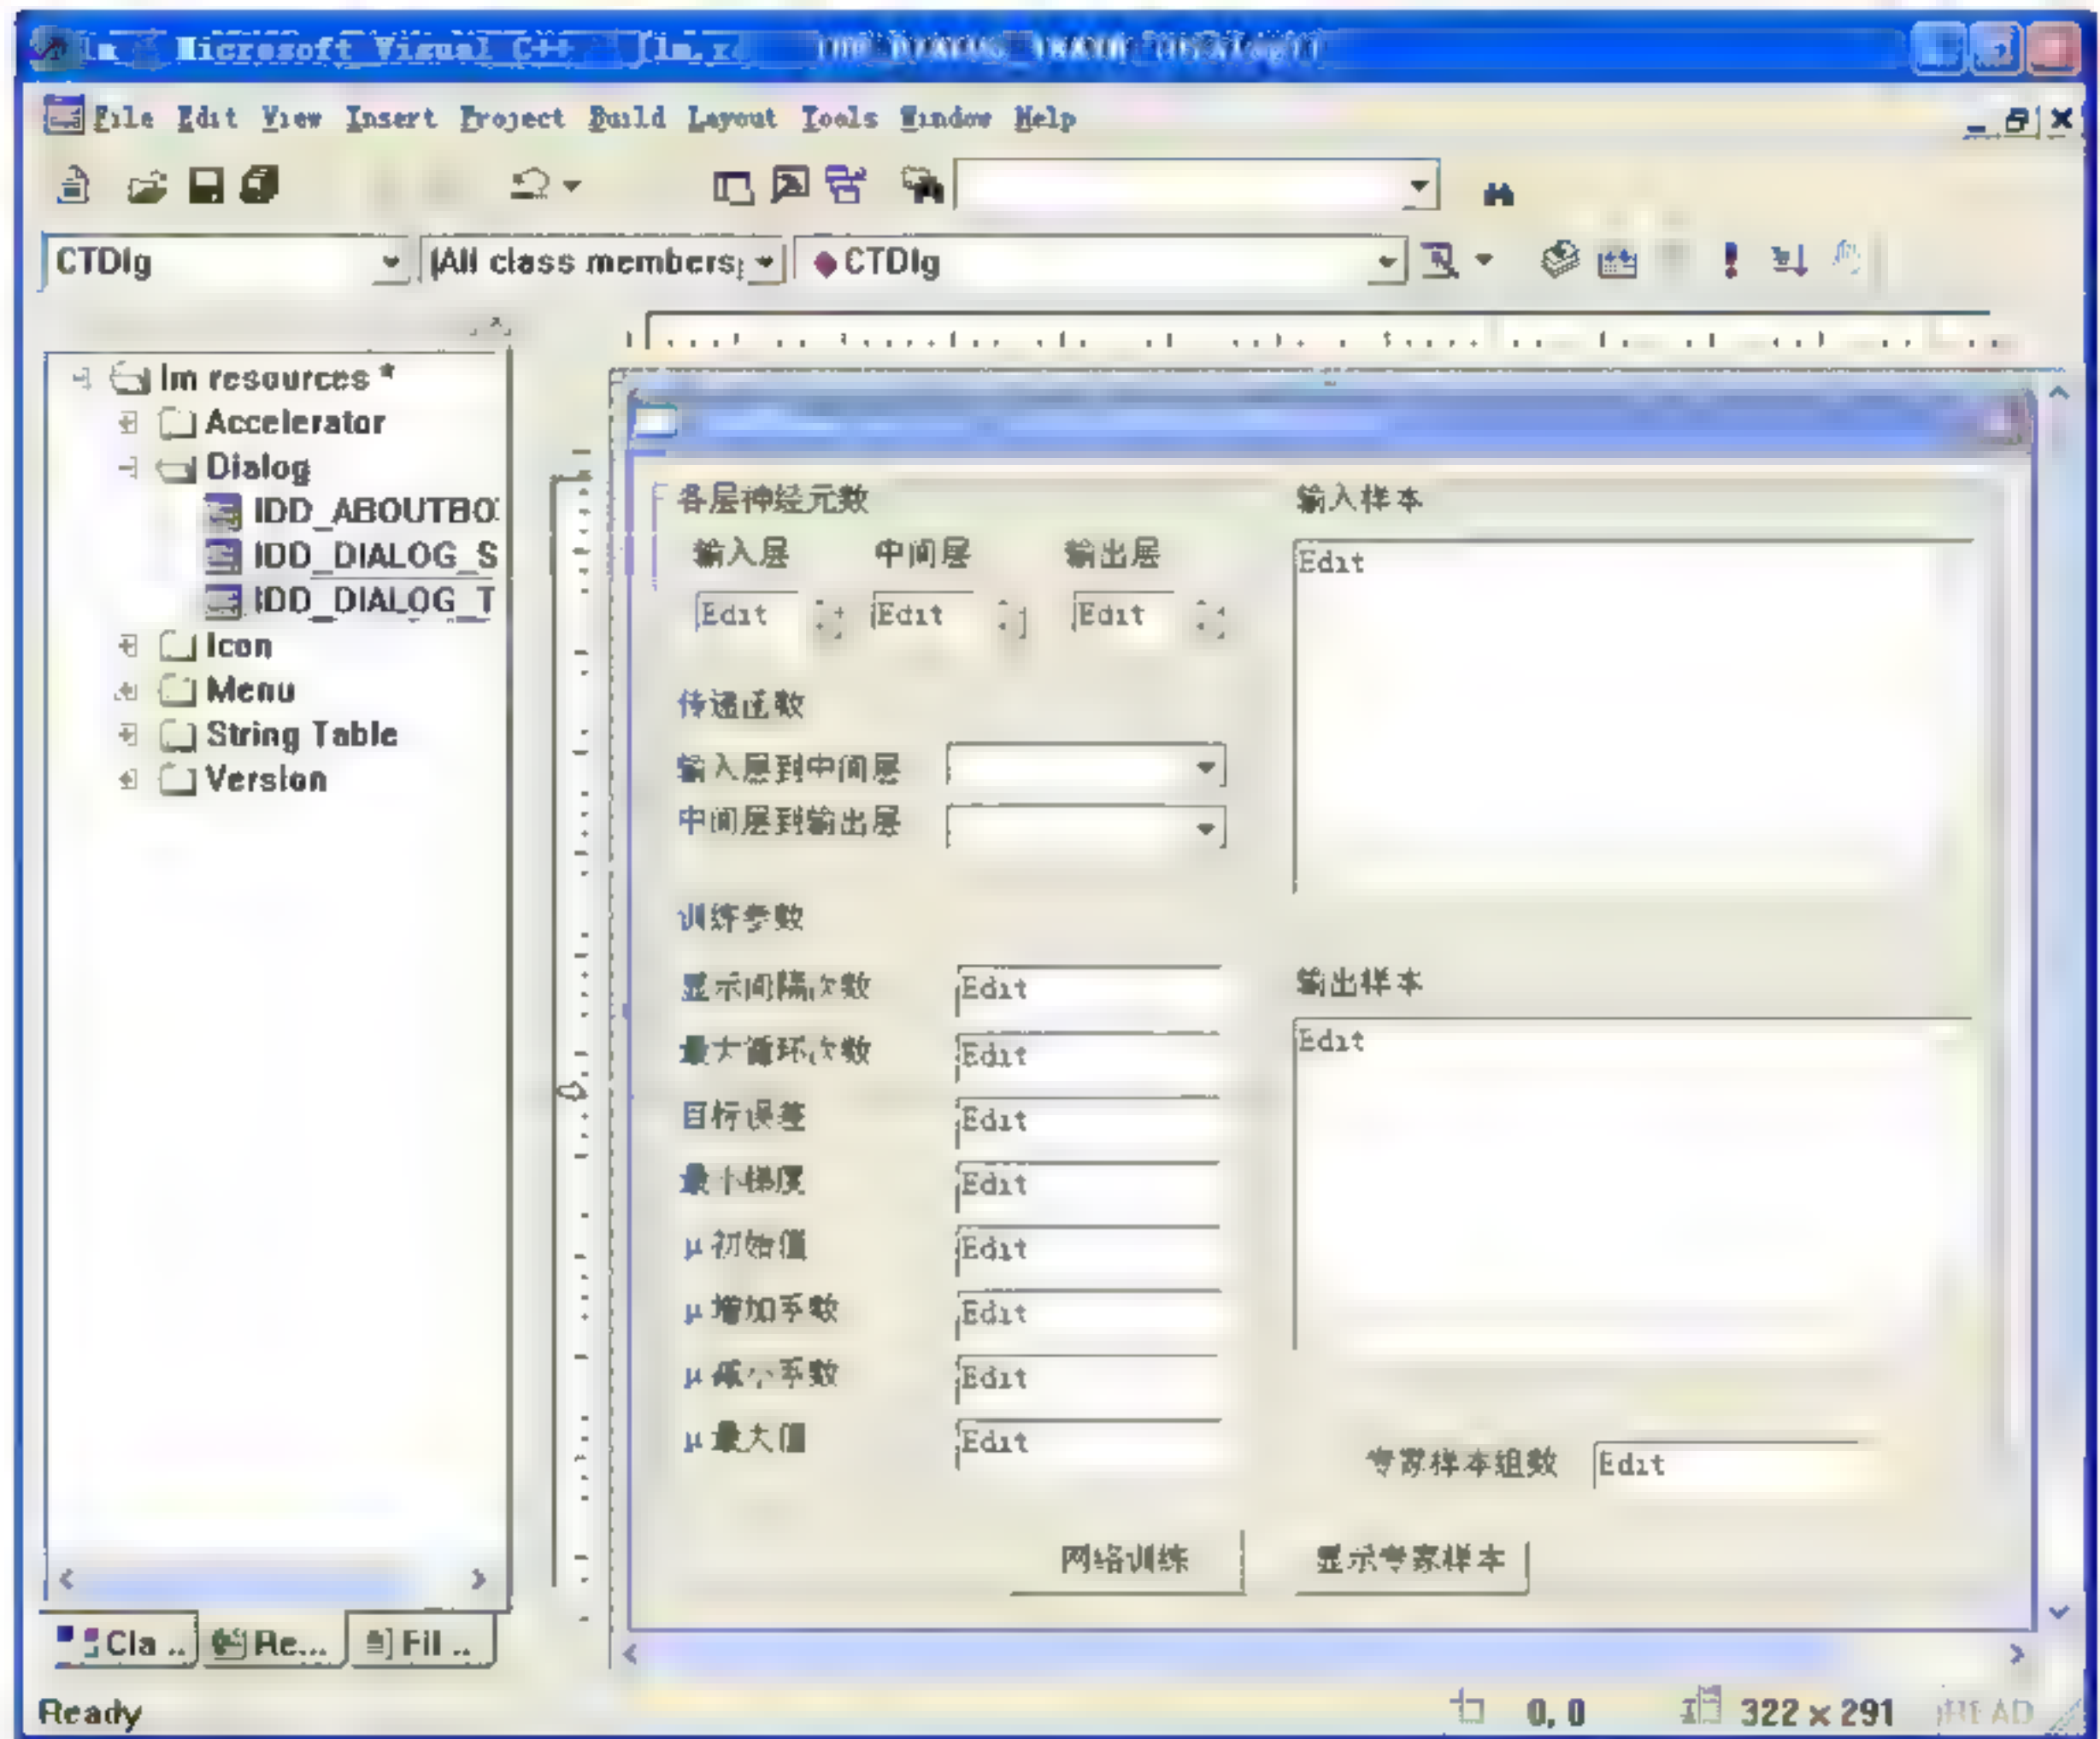 lm Microsoft Visual C++ [lm.r
File Edit View Insert Project Build Layout Tools Window Help
CTDlg (All class members) CTDlg
lm resources *
Accelerator
Dialog
IDD_ABOUTBO
IDD_DIALOG_S
IDD_DIALOG_T
Icon
Menu
String Table
Version
Cla .. Re... Fil ..
各层神经元数
输入层 中间层 输出层
Edit Edit Edit
传递函数
输入层到中间层
中间层到输出层
训练参数
显示间隔次数 Edit
最大循环次数 Edit
目标误差 Edit
最小梯度 Edit
μ初始值 Edit
μ增加系数 Edit
μ减小系数 Edit
μ最大值 Edit
输入样本
Edit
输出样本
Edit
专家样本组数 Edit
网络训练 显示专家样本
Ready 0, 0 322 × 291 READ